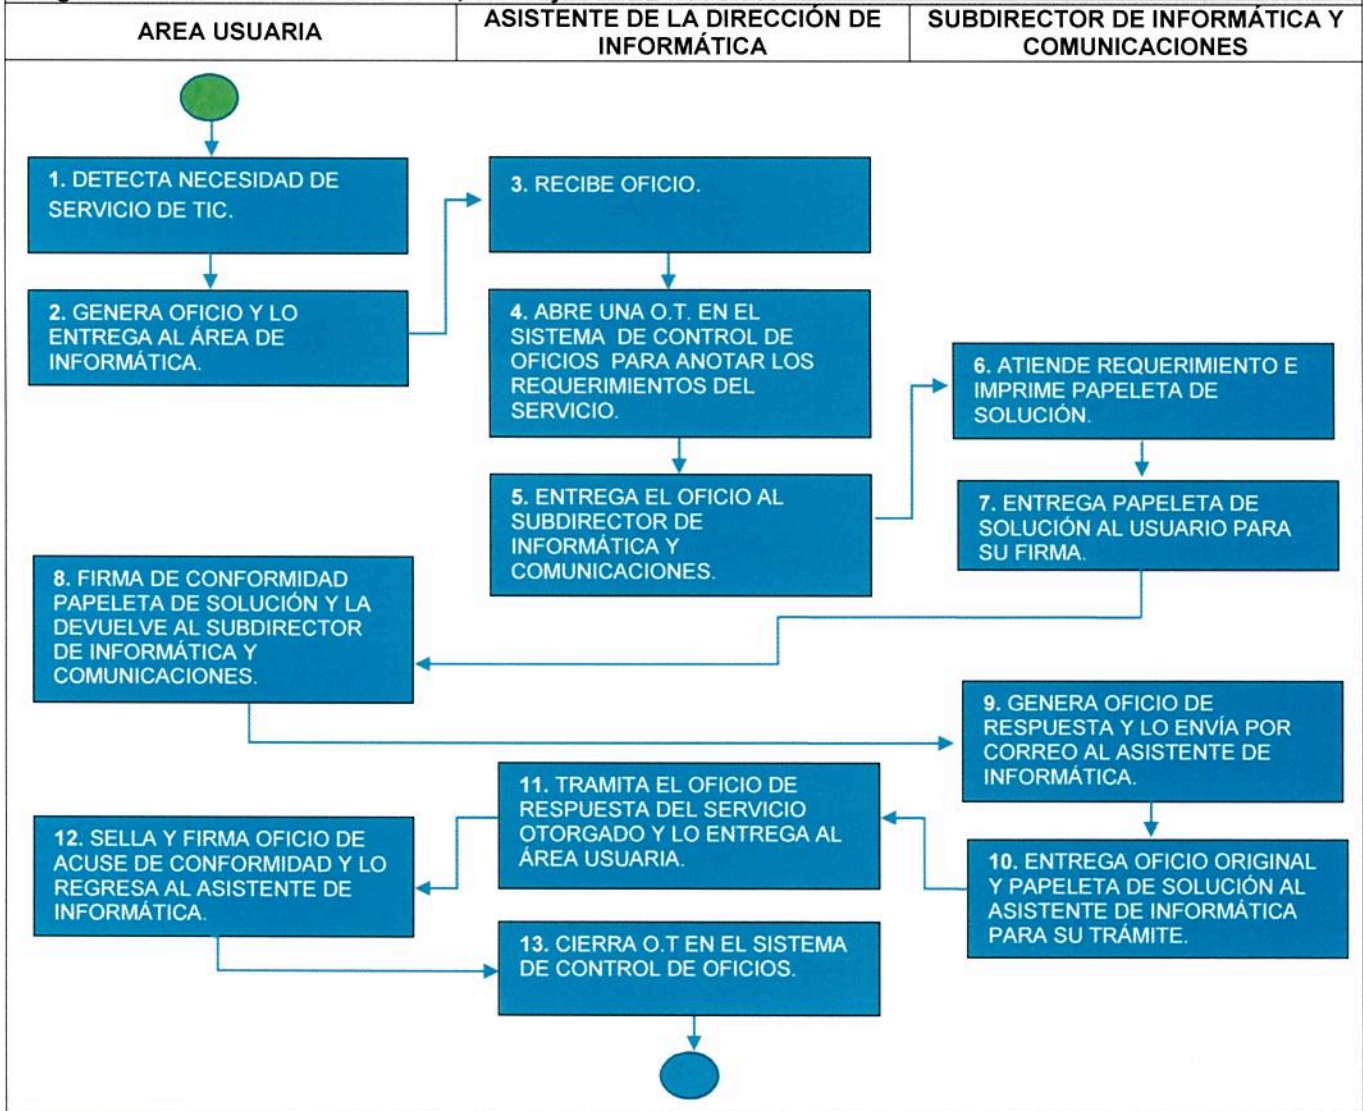 AREA USUARIA
ASISTENTE DE LA DIRECCIÓN DE
INFORMÁTICA
SUBDIRECTOR DE INFORMÁTICA Y
COMUNICACIONES
1. DETECTA NECESIDAD DE
SERVICIO DE TIC.
2. GENERA OFICIO Y LO
ENTREGA AL ÁREA DE
INFORMÁTICA.
3. RECIBE OFICIO.
4. ABRE UNA O.T. EN EL
SISTEMA DE CONTROL DE
OFICIOS PARA ANOTAR LOS
REQUERIMIENTOS DEL
SERVICIO.
5. ENTREGA EL OFICIO AL
SUBDIRECTOR DE
INFORMÁTICA Y
COMUNICACIONES.
6. ATIENDE REQUERIMIENTO E
IMPRIME PAPELETA DE
SOLUCIÓN.
7. ENTREGA PAPELETA DE
SOLUCIÓN AL USUARIO PARA
SU FIRMA.
8. FIRMA DE CONFORMIDAD
PAPELETA DE SOLUCIÓN Y LA
DEVUELVE AL SUBDIRECTOR
DE INFORMÁTICA Y
COMUNICACIONES.
9. GENERA OFICIO DE
RESPUESTA Y LO ENVÍA POR
CORREO AL ASISTENTE DE
INFORMÁTICA.
10. ENTREGA OFICIO ORIGINAL
Y PAPELETA DE SOLUCIÓN AL
ASISTENTE DE INFORMÁTICA
PARA SU TRÁMITE.
11. TRAMITA EL OFICIO DE
RESPUESTA DEL SERVICIO
OTORGADO Y LO ENTREGA AL
ÁREA USUARIA.
12. SELLA Y FIRMA OFICIO DE
ACUSE DE CONFORMIDAD Y LO
REGRESA AL ASISTENTE DE
INFORMÁTICA.
13. CIERRA O.T EN EL SISTEMA
DE CONTROL DE OFICIOS.